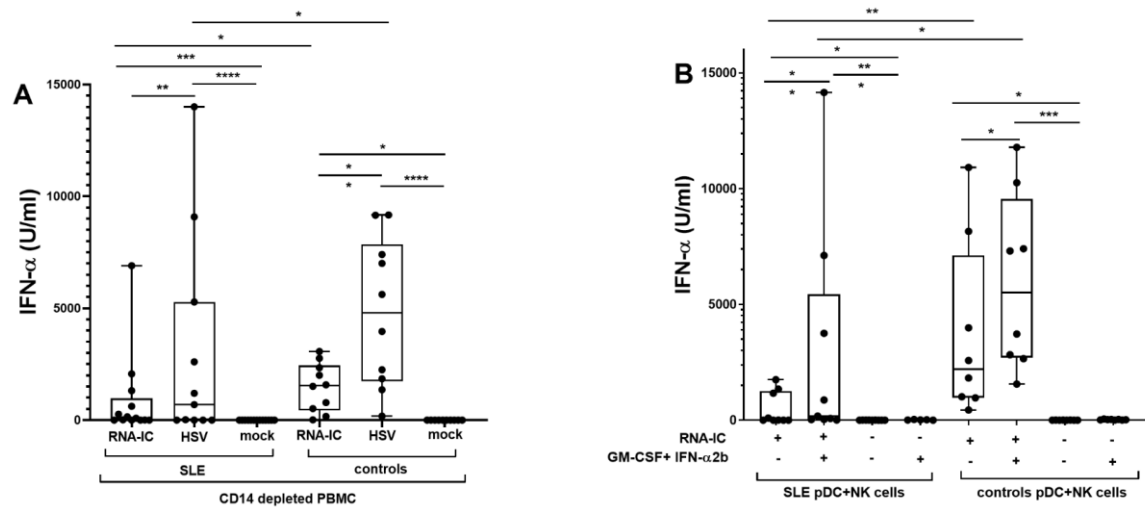 A
*
*
***
**
****
15000
10000
5000
0
IFN-α (U/ml)
*
*
*
****
RNA-IC HSV mock RNA-IC HSV mock
SLE controls
CD14 depleted PBMC
B
**
*
*
*
*
**
*
15000
10000
5000
0
IFN-α (U/ml)
*
***
*
RNA-IC + + - - + + - -
GM-CSF+ IFN-α2b - + - + - + - +
SLE pDC+NK cells controls pDC+NK cells